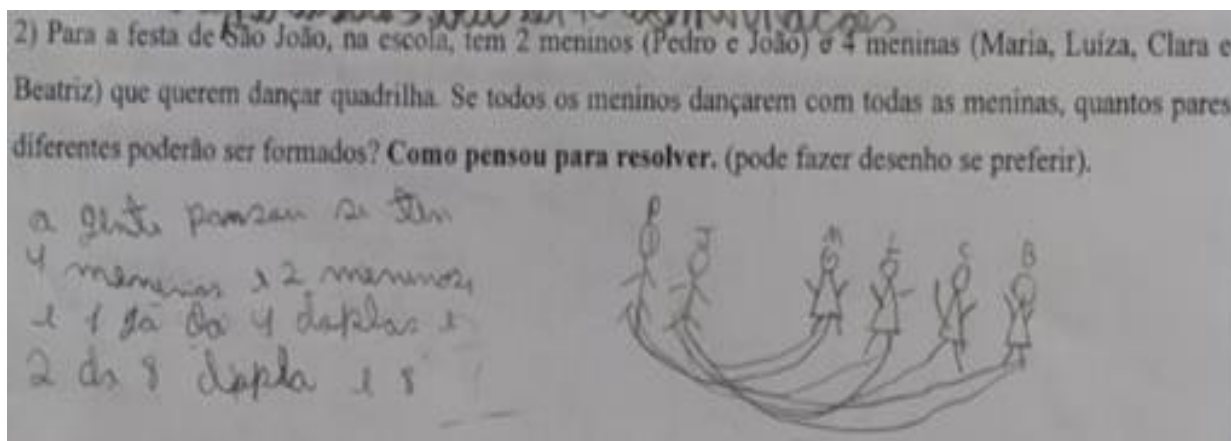 2) Para a festa de São João, na escola, tem 2 meninos (Pedro e João) e 4 meninas (Maria, Luíza, Clara e
Beatriz) que querem dançar quadrilha. Se todos os meninos dançarem com todas as meninas, quantos pares
diferentes poderão ser formados? Como pensou para resolver. (pode fazer desenho se preferir).
a gente pensou se tem
4 meninas e 2 meninos,
e 1 já da 4 duplas e
2 da 8 dupla e 8
P J M L C B